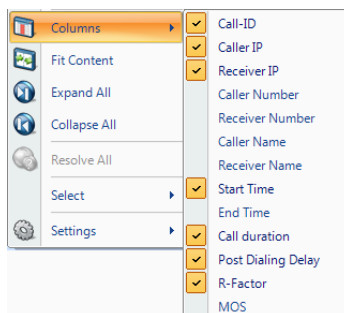 Columns
Fit Content
Expand All
Collapse All
Resolve All
Select
Settings
Call-ID
Caller IP
Receiver IP
Caller Number
Receiver Number
Caller Name
Receiver Name
Start Time
End Time
Call duration
Post Dialing Delay
R-Factor
MOS